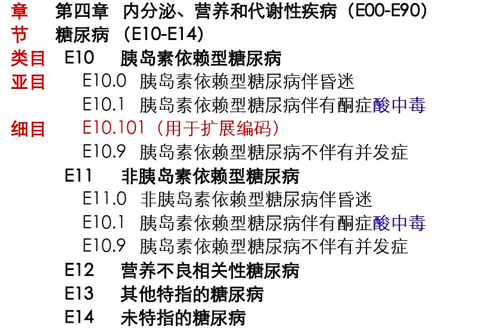 章 第四章 内分泌、营养和代谢性疾病（E00-E90）
节 糖尿病（E10-E14）
类目 E10 胰岛素依赖型糖尿病
亚目 E10.0 胰岛素依赖型糖尿病伴昏迷
E10.1 胰岛素依赖型糖尿病伴有酮症酸中毒
细目 E10.101（用于扩展编码）
E10.9 胰岛素依赖型糖尿病不伴有并发症
E11 非胰岛素依赖型糖尿病
E11.0 非胰岛素依赖型糖尿病伴昏迷
E10.1 胰岛素依赖型糖尿病伴有酮症酸中毒
E10.9 胰岛素依赖型糖尿病不伴有并发症
E12 营养不良相关性糖尿病
E13 其他特指的糖尿病
E14 未特指的糖尿病